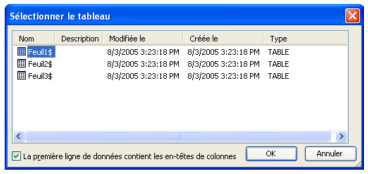 Sélectionner le tableau
Nom Description Modifiée le Créée le Type
Feuil1$ 8/3/2005 3:23:18 PM 8/3/2005 3:23:18 PM TABLE
Feuil2$ 8/3/2005 3:23:18 PM 8/3/2005 3:23:18 PM TABLE
Feuil3$ 8/3/2005 3:23:18 PM 8/3/2005 3:23:18 PM TABLE
La première ligne de données contient les en-têtes de colonnes OK Annuler